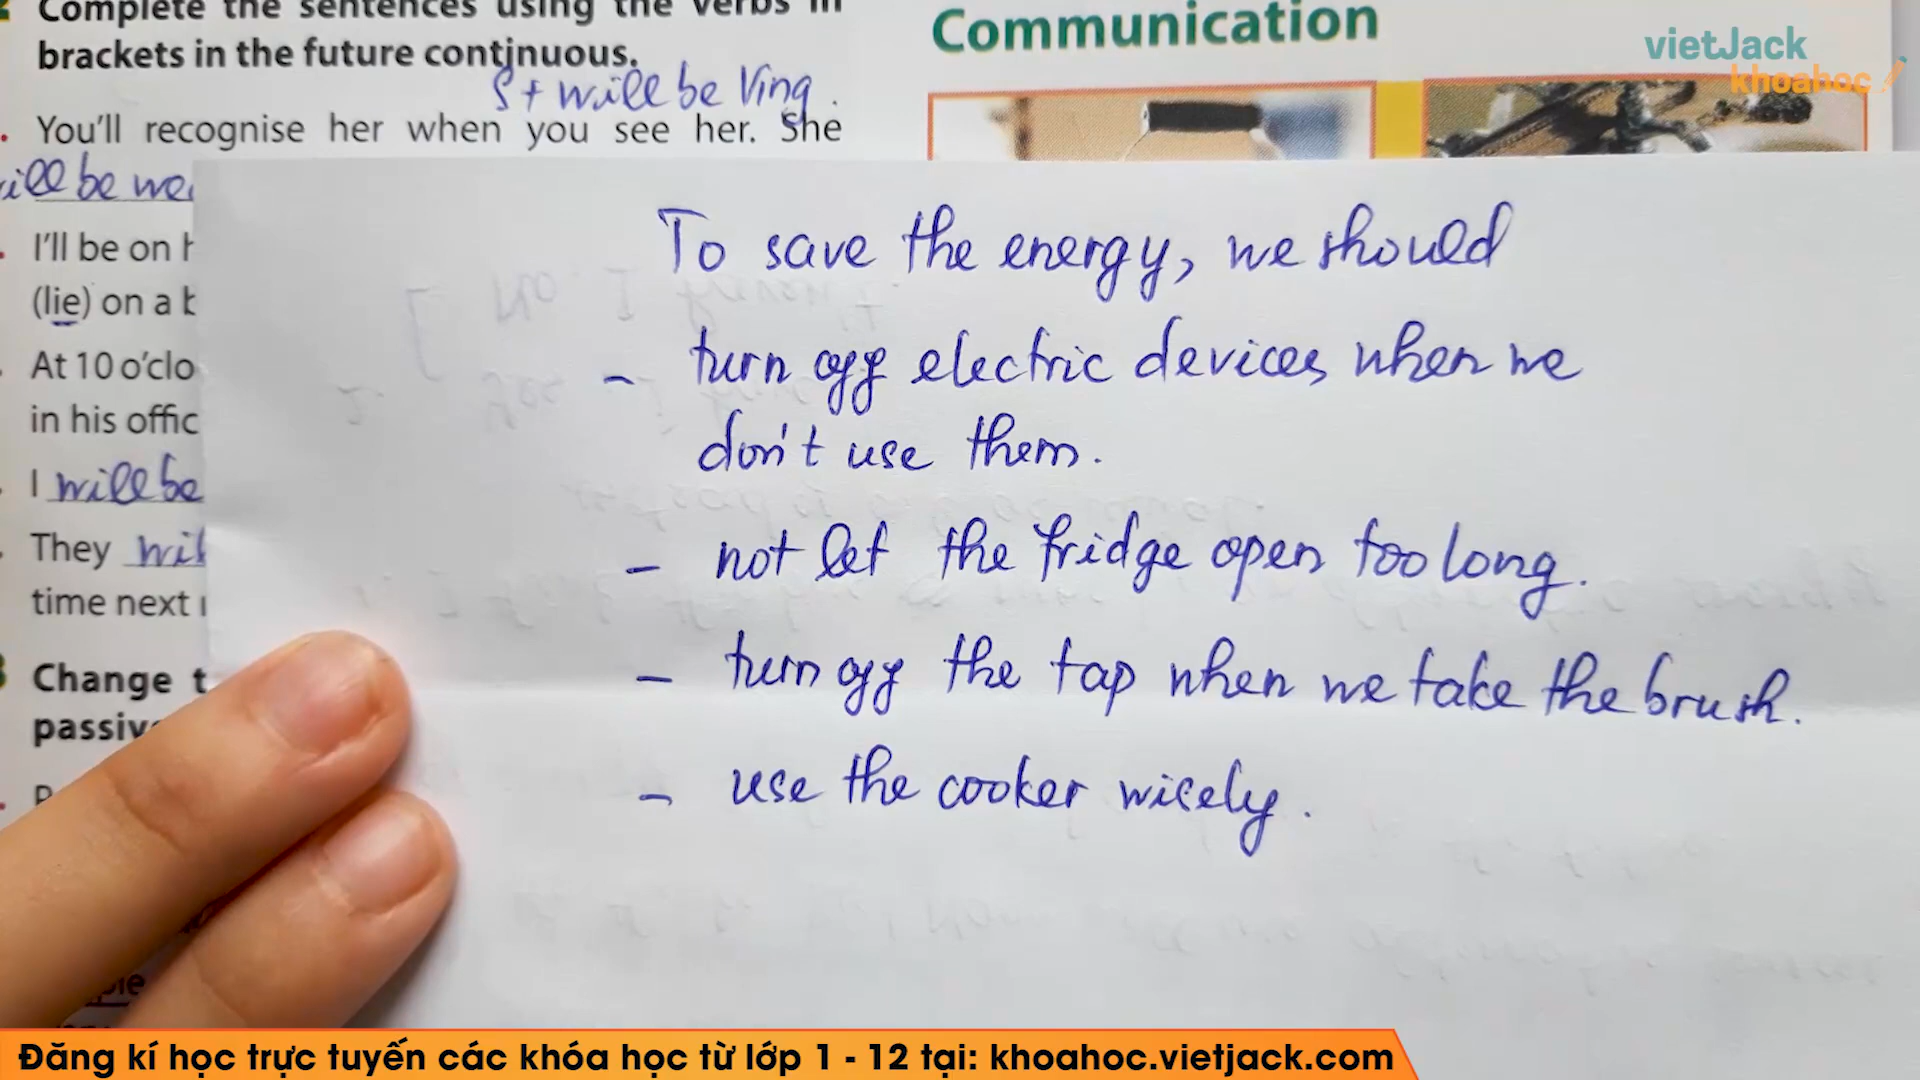 Complete the sentences using the verbs in
brackets in the future continuous.
S + will be Ving.
You'll recognise her when you see her. She
will be wea
I'll be on h
(lie) on a b
At 10 o'clo
in his offic
I will be
They wil
time next
Change t
passiv
Communication
vietJack
khoahoc
To save the energy, we should
- turn off electric devices when we
don't use them.
- not let the fridge open too long.
- turn off the tap when we take the brush.
- use the cooker wisely.
Đăng kí học trực tuyến các khóa học từ lớp 1 - 12 tại: khoahoc.vietjack.com